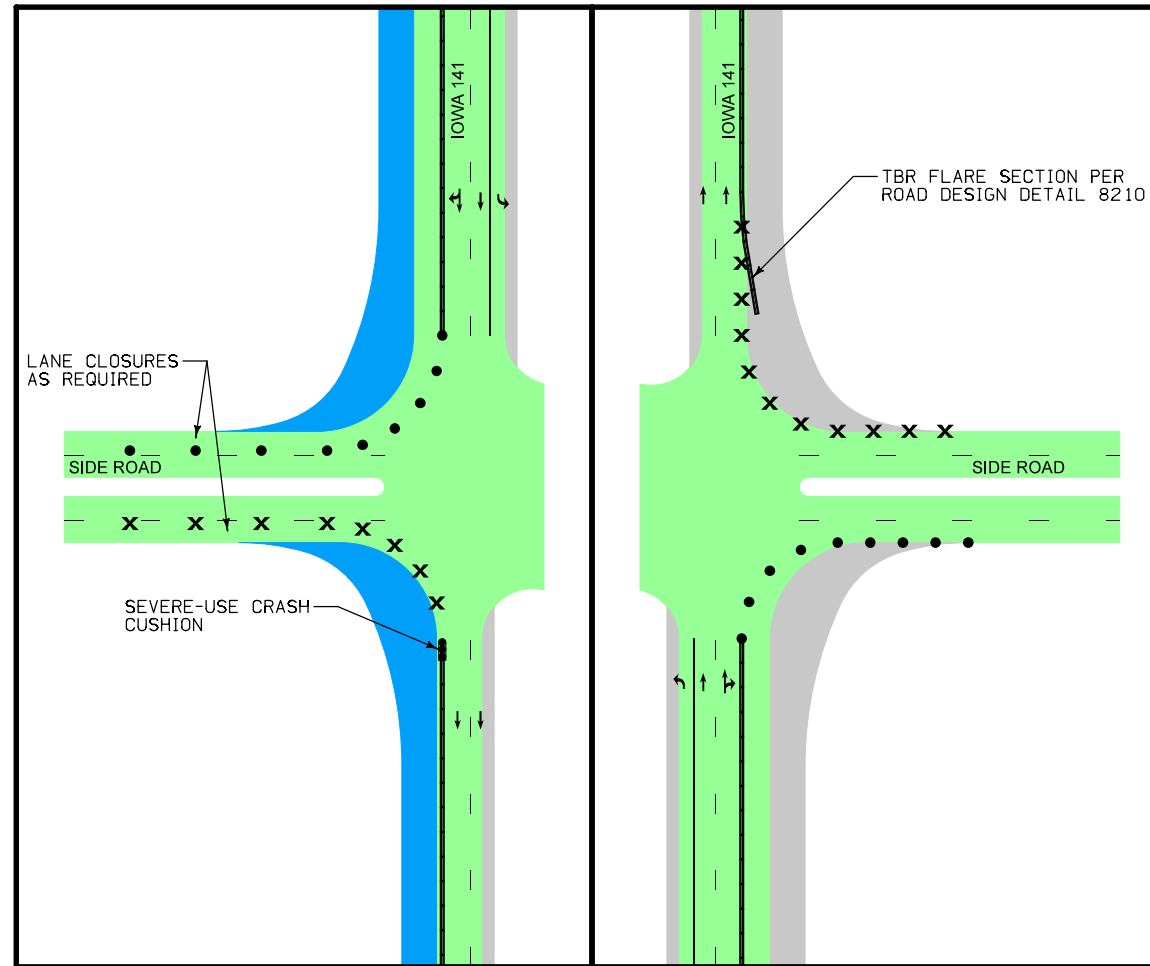 IOWA 141
IOWA 141
TBR FLARE SECTION PER
ROAD DESIGN DETAIL 8210
LANE CLOSURES
AS REQUIRED
SIDE ROAD
SIDE ROAD
SEVERE-USE CRASH
CUSHION